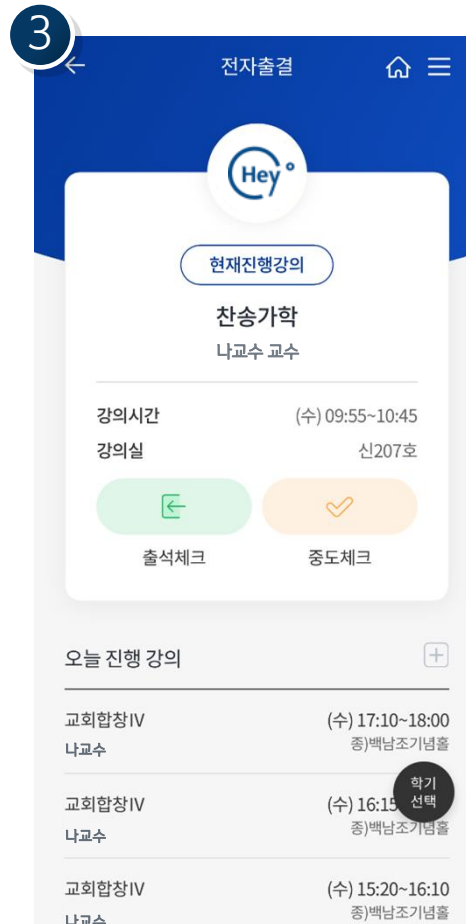 3
전자출결
Hey
현재진행강의
찬송가학
나교수 교수
강의시간 (수) 09:55~10:45
강의실 신207호
출석체크 중도체크
오늘 진행 강의
교회합창IV (수) 17:10~18:00
나교수 종)백남조기념홀
학기
선택
교회합창IV (수) 16:15
나교수 종)백남조기념홀
교회합창IV (수) 15:20~16:10
나교수 종)백남조기념홀